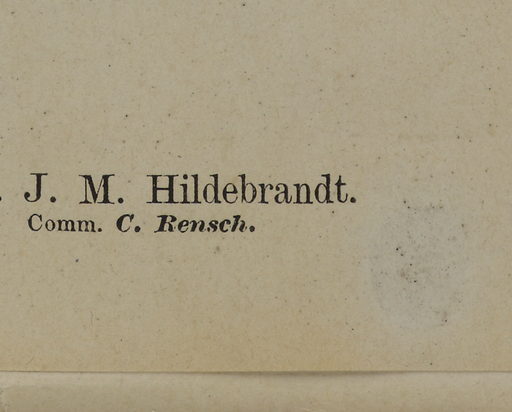 . J. M. Hildebrandt.
Comm. C. Rensch.